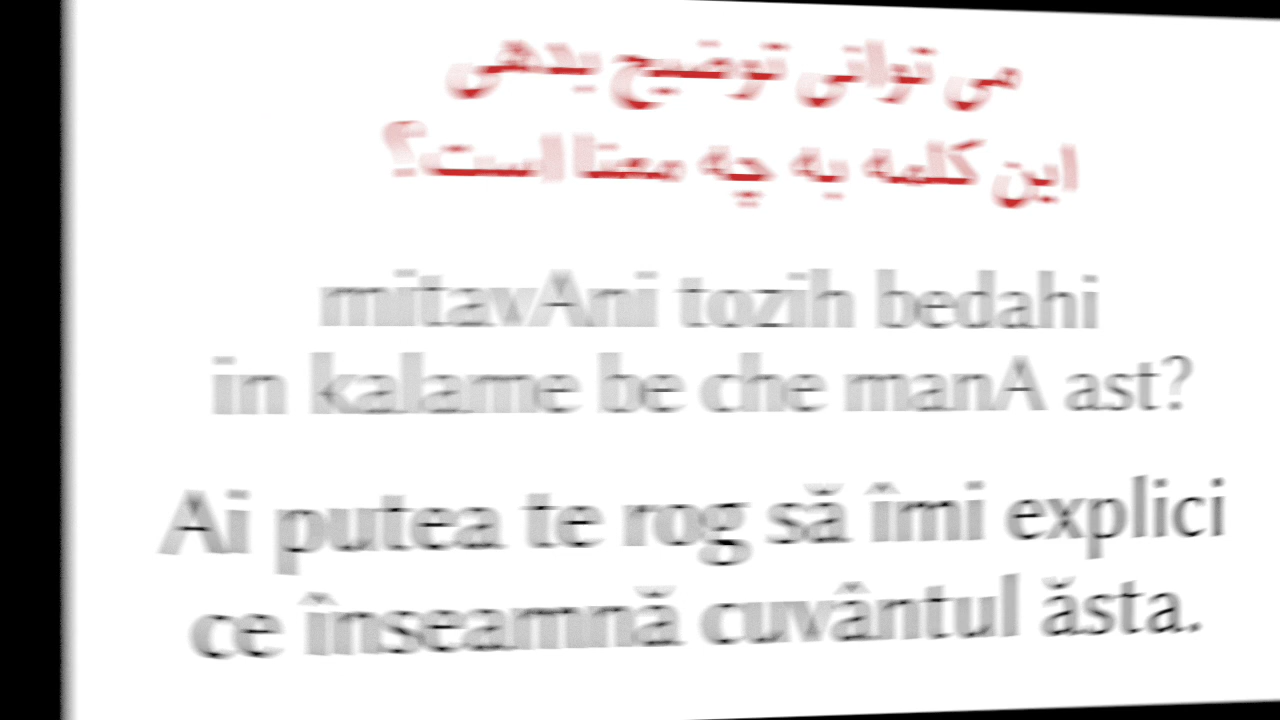 می توانی توضیح بدهی
این کلمه به چه معنا است؟
mitavAni tozih bedahi
in kalame be che manA ast?
Ai putea te rog să îmi explici
ce înseamnă cuvântul ăsta.